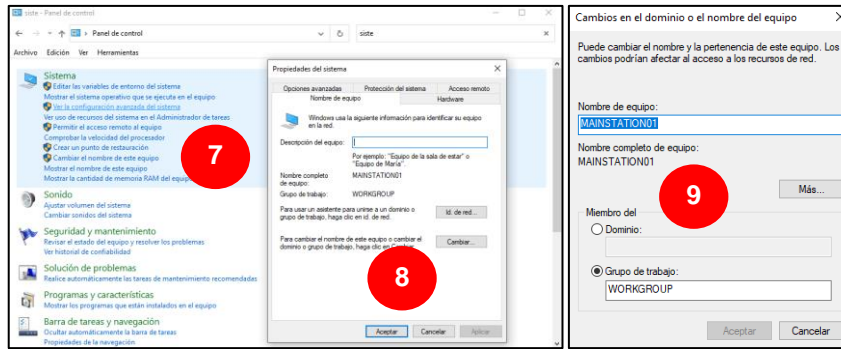 siste - Panel de control
Panel de control
siste
Archivo Edición Ver Herramientas
Sistema
Editar las variables de entorno del sistema
Mostrar el sistema operativo que se ejecuta en el equipo
Ver la configuración avanzada del sistema
Ver uso de recursos del sistema en el Administrador de tareas
Permitir el acceso remoto al equipo
Comprobar la velocidad del procesador
Crear un punto de restauración
Cambiar el nombre de este equipo
Mostrar el nombre de este equipo
Mostrar la cantidad de memoria RAM del equipo
7
Sonido
Ajustar volumen del sistema
Cambiar sonidos del sistema
Seguridad y mantenimiento
Revisar el estado del equipo y resolver los problemas
Ver historial de confiabilidad
Solución de problemas
Realice automáticamente las tareas de mantenimiento recomendadas
Programas y características
Mostrar los programas que están instalados en el equipo
Barra de tareas y navegación
Ocultar automáticamente la barra de tareas
Propiedades de la navegación
Propiedades del sistema
Opciones avanzadas Protección del sistema Acceso remoto
Nombre de equipo Hardware
Windows usa la siguiente información para identificar su equipo
en la red.
Descripción del equipo:
Por ejemplo: "Equipo de la sala de estar" o
"Equipo de María".
Nombre completo MAINSTATION01
de equipo:
Grupo de trabajo: WORKGROUP
Para usar un asistente para unirse a un dominio o
grupo de trabajo, haga clic en Id. de red.
Id. de red...
Para cambiar el nombre de este equipo o cambiar el
dominio o grupo de trabajo, haga clic en Cambiar.
Cambiar...
8
Aceptar Cancelar Aplicar
Cambios en el dominio o el nombre del equipo
Puede cambiar el nombre y la pertenencia de este equipo. Los
cambios podrían afectar al acceso a los recursos de red.
Nombre de equipo:
MAINSTATION01
Nombre completo de equipo:
MAINSTATION01
9
Más...
Miembro del
Dominio:
Grupo de trabajo:
WORKGROUP
Aceptar Cancelar